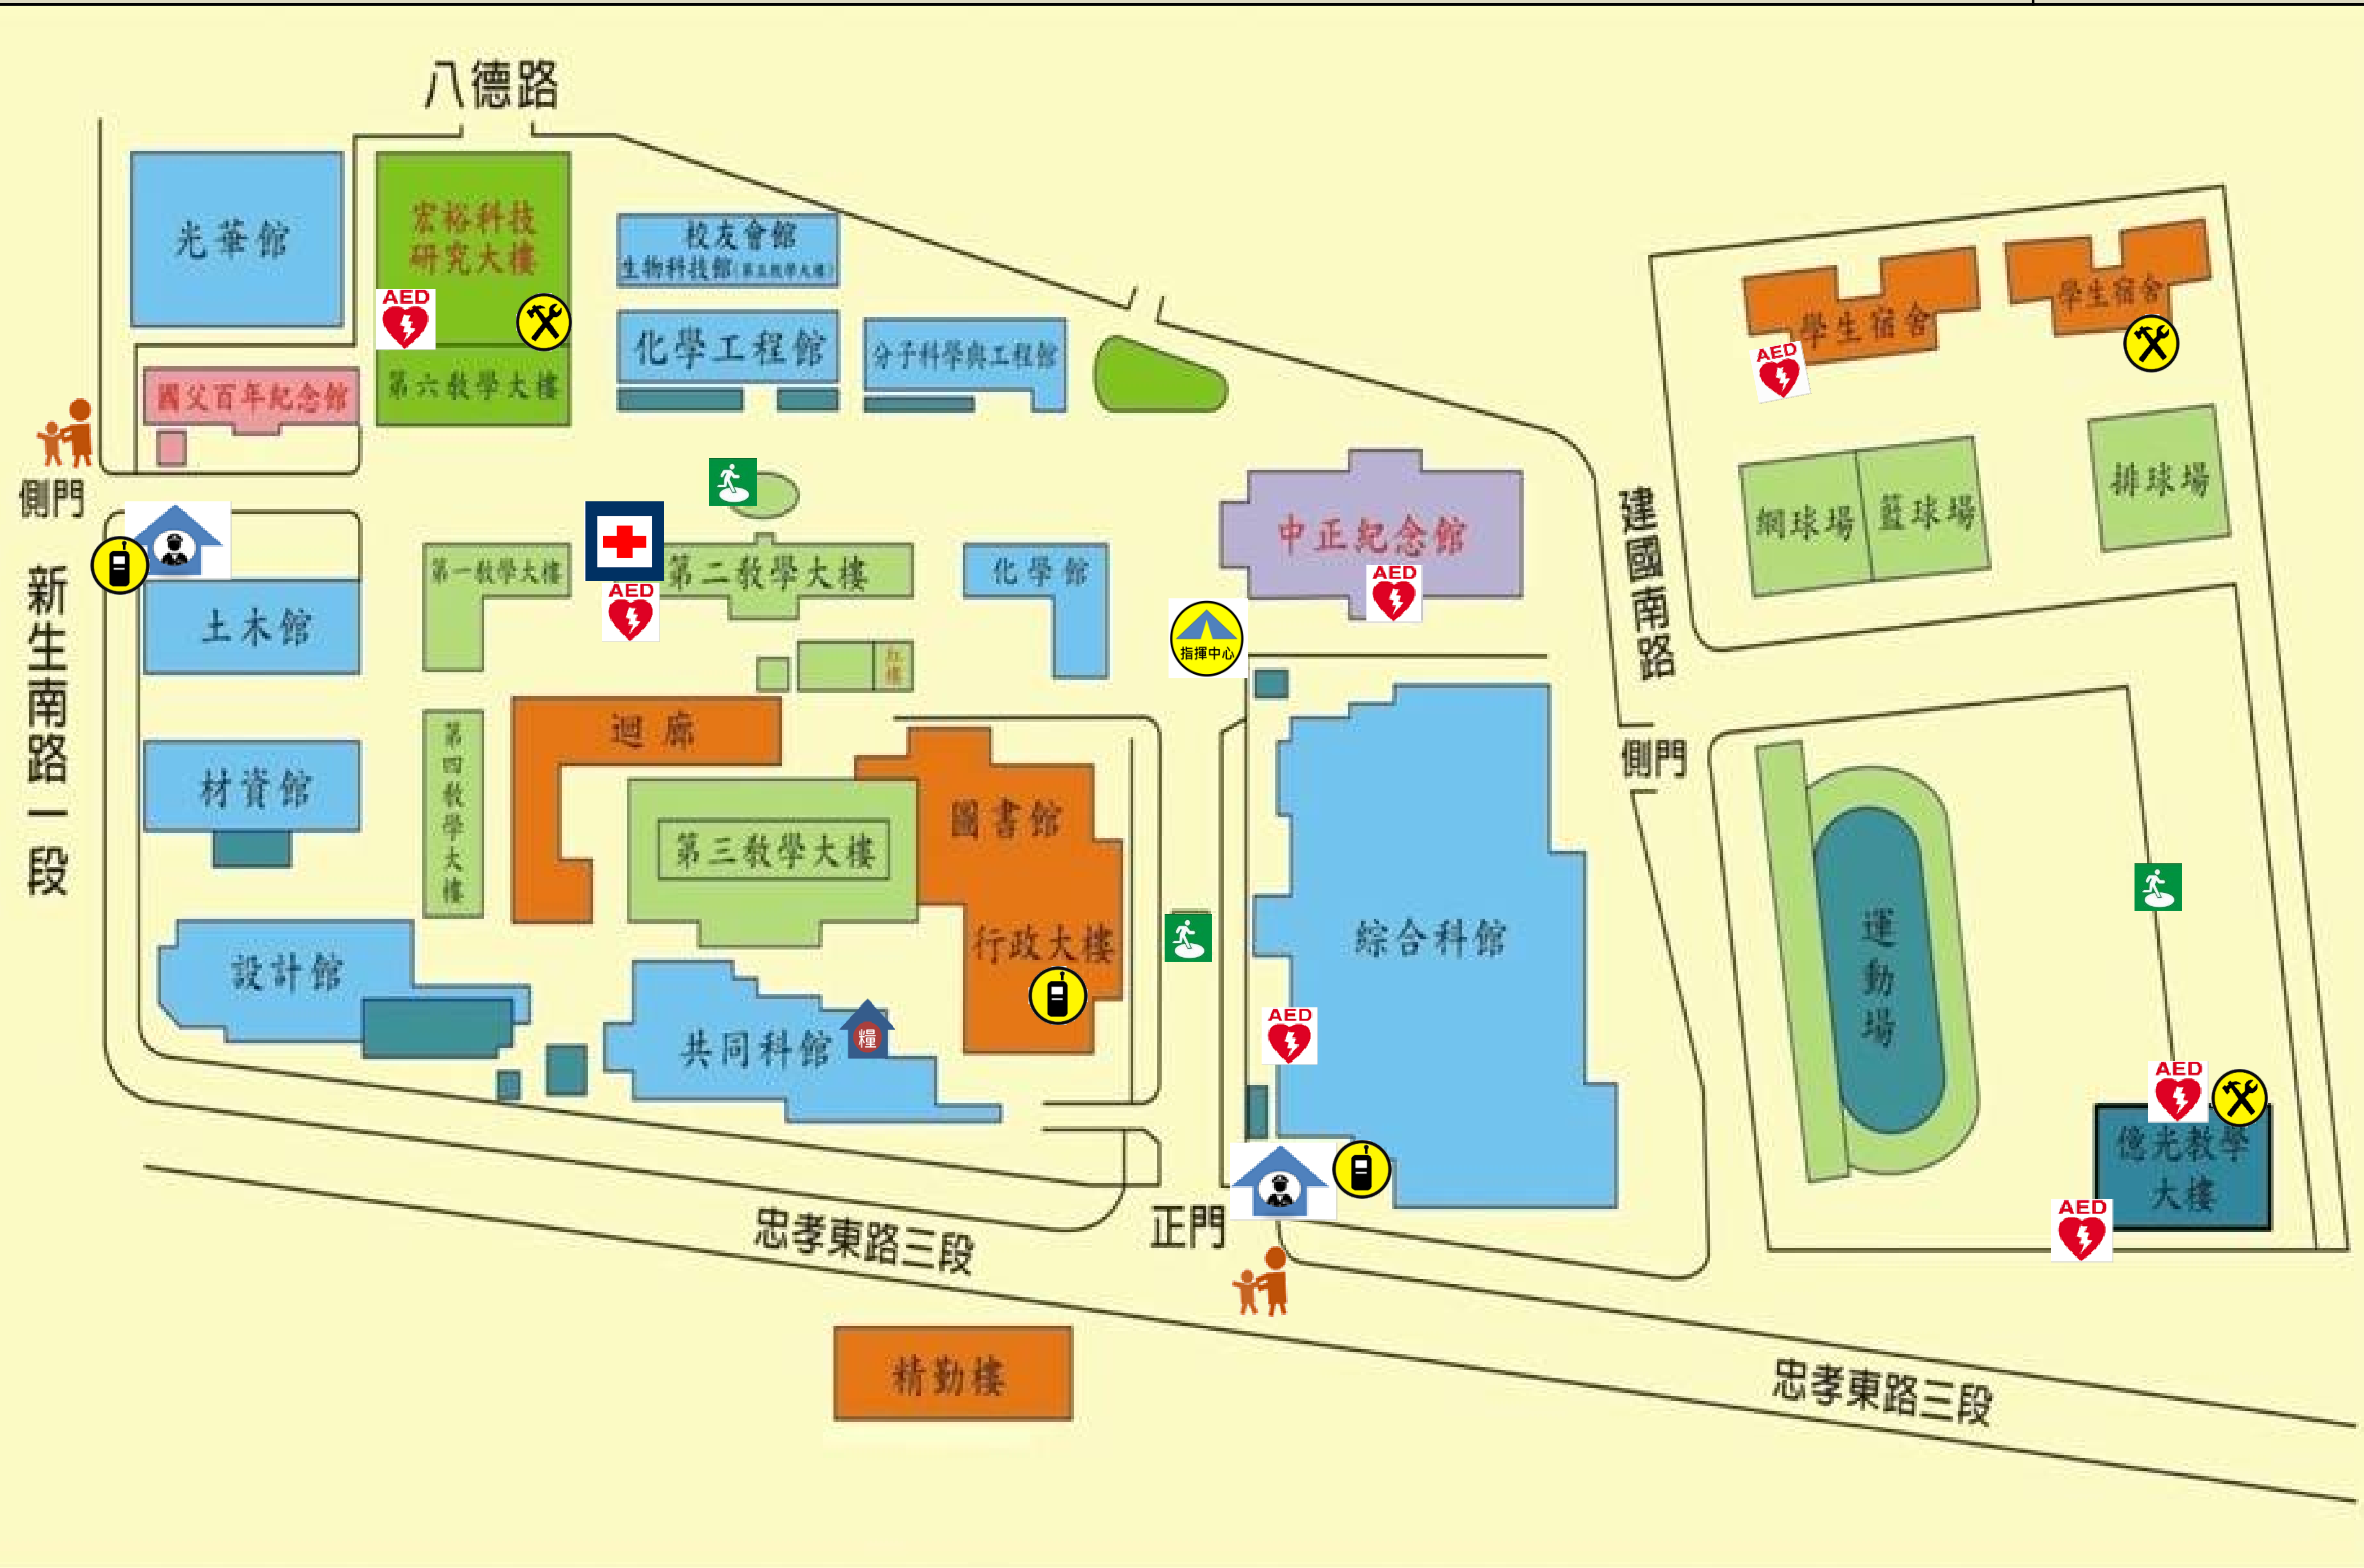 八德路
光華館
宏裕科技
研究大樓
AED
第六教學大樓
校友會館
生物科技館(第五教學大樓)
化學工程館
分子科學與工程館
國父百年紀念館
側門
新生南路一段
土木館
材資館
設計館
第一教學大樓
AED
第二教學大樓
化學館
紅樓
第四教學大樓
迴廊
第三教學大樓
圖書館
行政大樓
共同科館
糧
中正紀念館
AED
指揮中心
綜合科館
AED
建國南路
側門
學生宿舍
學生宿舍
AED
網球場
籃球場
排球場
運動場
AED
億光教學
大樓
AED
正門
忠孝東路三段
精勤樓
忠孝東路三段